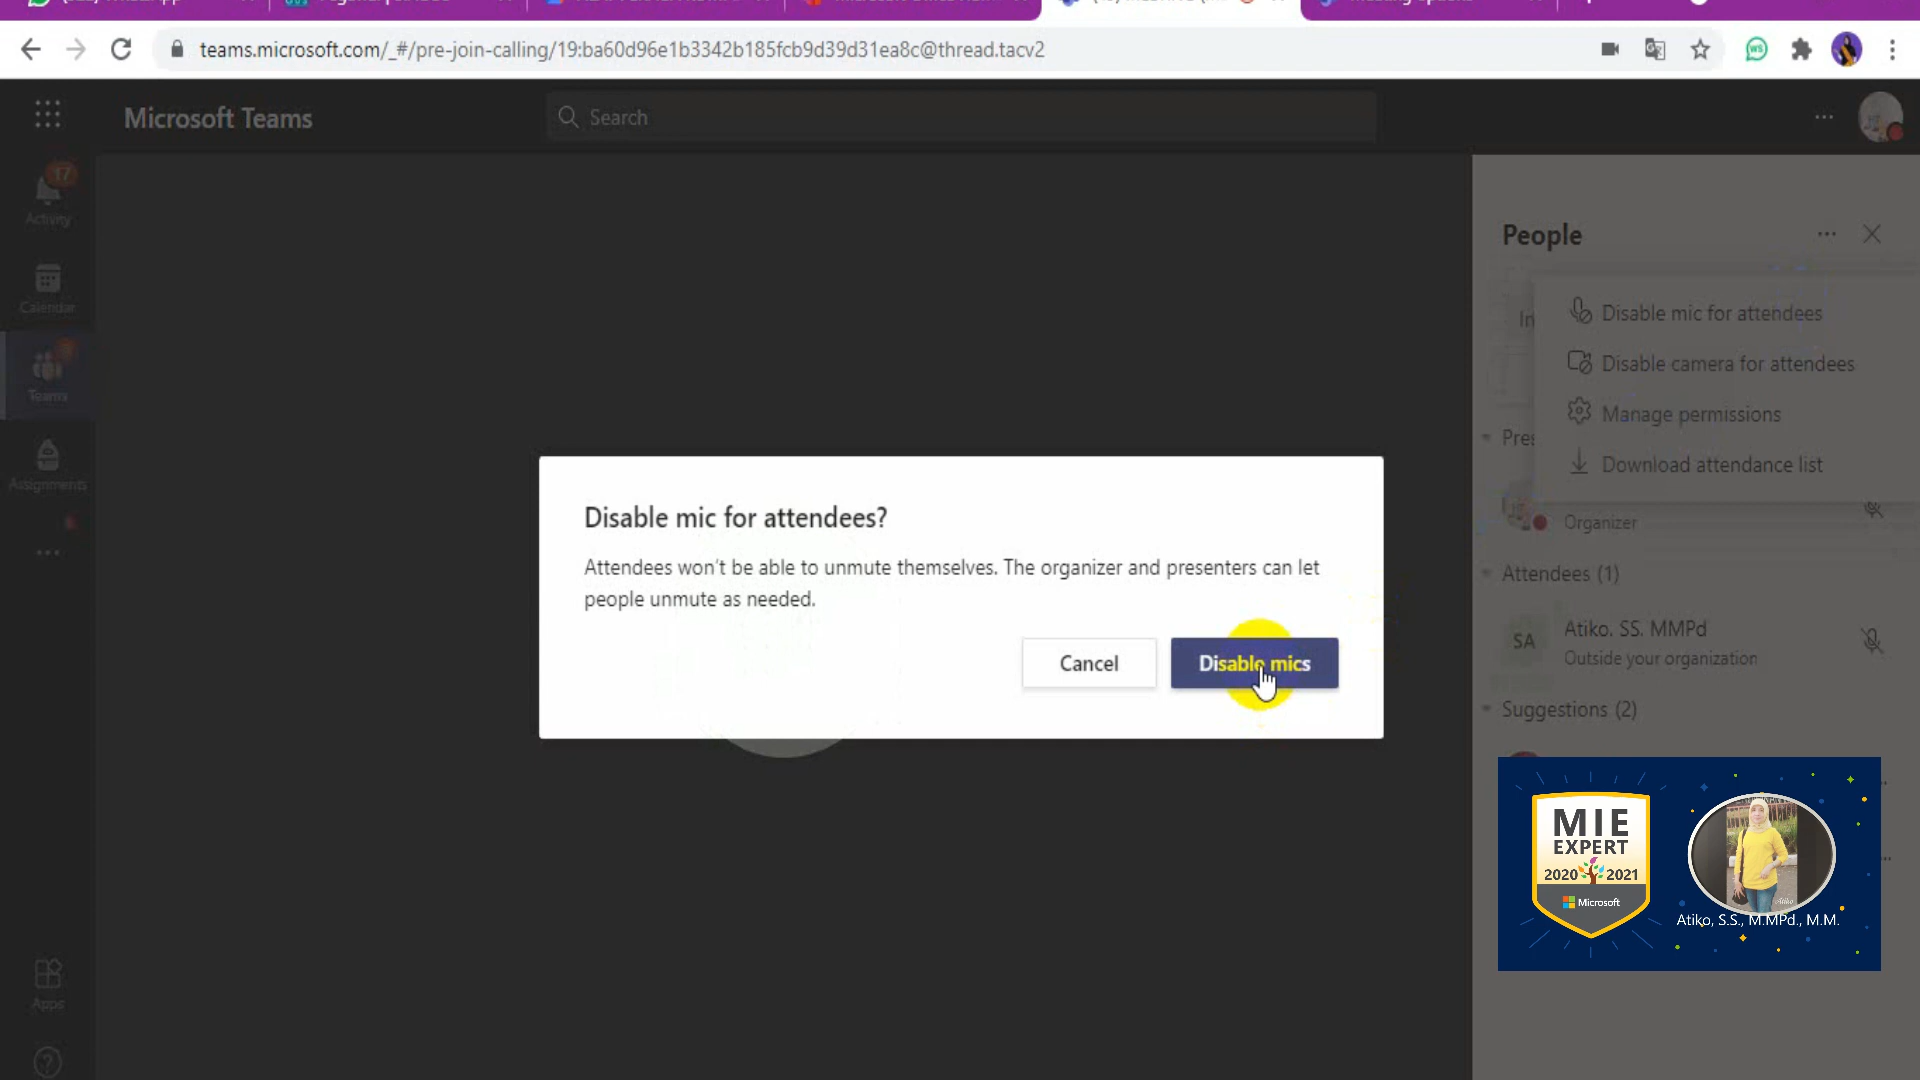 teams.microsoft.com/_#/pre-join-calling/19:ba60d96e1b3342b185fcb9d39d31ea8c@thread.tacv2
Microsoft Teams
Search
17
Activity
Calendar
Teams
Assignments
Apps
People
Disable mic for attendees
Disable camera for attendees
Manage permissions
Download attendance list
Organizer
Attendees (1)
SA
Atiko. SS. MMPd
Outside your organization
Suggestions (2)
Disable mic for attendees?
Attendees won't be able to unmute themselves. The organizer and presenters can let
people unmute as needed.
Cancel
Disable mics
MIE
EXPERT
2020 2021
Microsoft
Atiko, S.S., M.MPd., M.M.